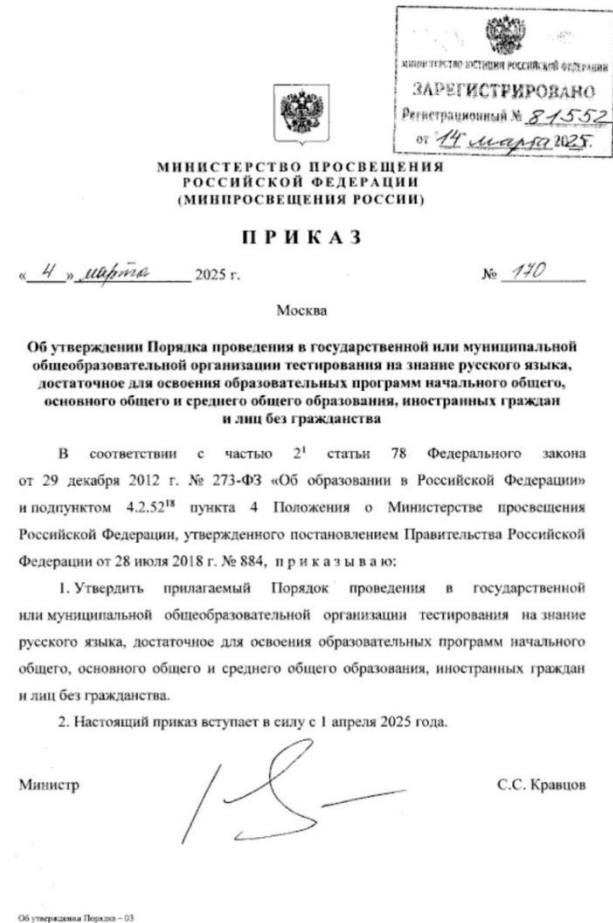 МИНИСТЕРСТВО ЮСТИЦИИ РОССИЙСКОЙ ФЕДЕРАЦИИ
ЗАРЕГИСТРИРОВАНО
Регистрационный № 81552
от "14 марта 2025.
МИНИСТЕРСТВО ПРОСВЕЩЕНИЯ
РОССИЙСКОЙ ФЕДЕРАЦИИ
(МИНПРОСВЕЩЕНИЯ РОССИИ)
ПРИКАЗ
« 4 » марта 2025 г.
№ 170
Москва
Об утверждении Порядка проведения в государственной или муниципальной
общеобразовательной организации тестирования на знание русского языка,
достаточное для освоения образовательных программ начального общего,
основного общего и среднего общего образования, иностранных граждан
и лиц без гражданства
В соответствии с частью 2¹ статьи 78 Федерального закона
от 29 декабря 2012 г. № 273-ФЗ «Об образовании в Российской Федерации»
и подпунктом 4.2.52¹⁸ пункта 4 Положения о Министерстве просвещения
Российской Федерации, утвержденного постановлением Правительства Российской
Федерации от 28 июля 2018 г. № 884, п р и к а з ы в а ю:
1. Утвердить прилагаемый Порядок проведения в государственной
или муниципальной общеобразовательной организации тестирования на знание
русского языка, достаточное для освоения образовательных программ начального
общего, основного общего и среднего общего образования, иностранных граждан
и лиц без гражданства.
2. Настоящий приказ вступает в силу с 1 апреля 2025 года.
Министр
С.С. Кравцов
Об утверждении Порядка – 03